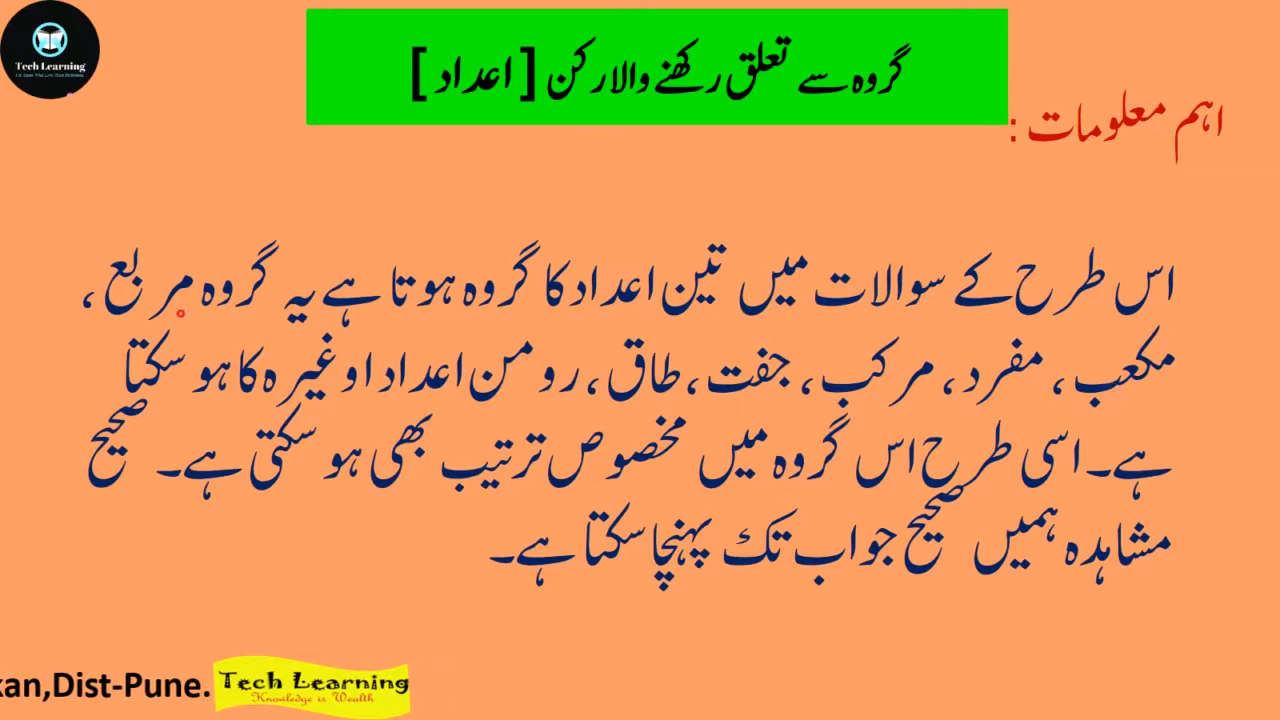 Tech Learning
گروہ سے تعلق رکھنے والا رکن [ اعداد ]
اہم معلومات :
اس طرح کے سوالات میں تین اعداد کا گروہ ہوتا ہے یہ گروہ مربع،
مکعب، مفرد، مرکب، جفت، طاق، رومن اعداد اوغیرہ کا ہو سکتا
ہے۔ اسی طرح اس گروہ میں مخصوص ترتیب بھی ہو سکتی ہے۔ صحیح
مشاہدہ ہمیں صحیح جواب تک پہنچا سکتا ہے۔
kan,Dist-Pune.
Tech Learning
Knowledge is Wealth